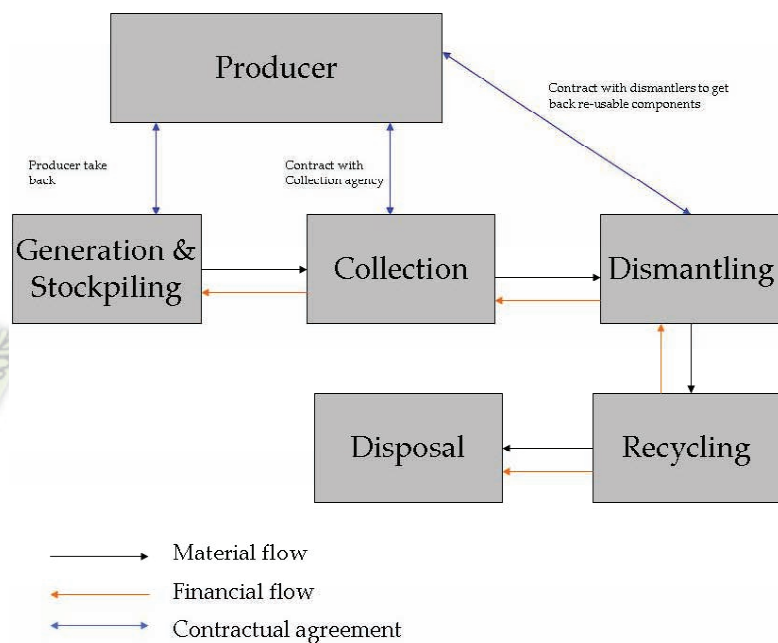 Producer
Contract with dismantlers to get
back re-usable components
Producer take
back
Contract with
Collection agency
Generation &
Stockpiling
Collection
Dismantling
Disposal
Recycling
Material flow
Financial flow
Contractual agreement